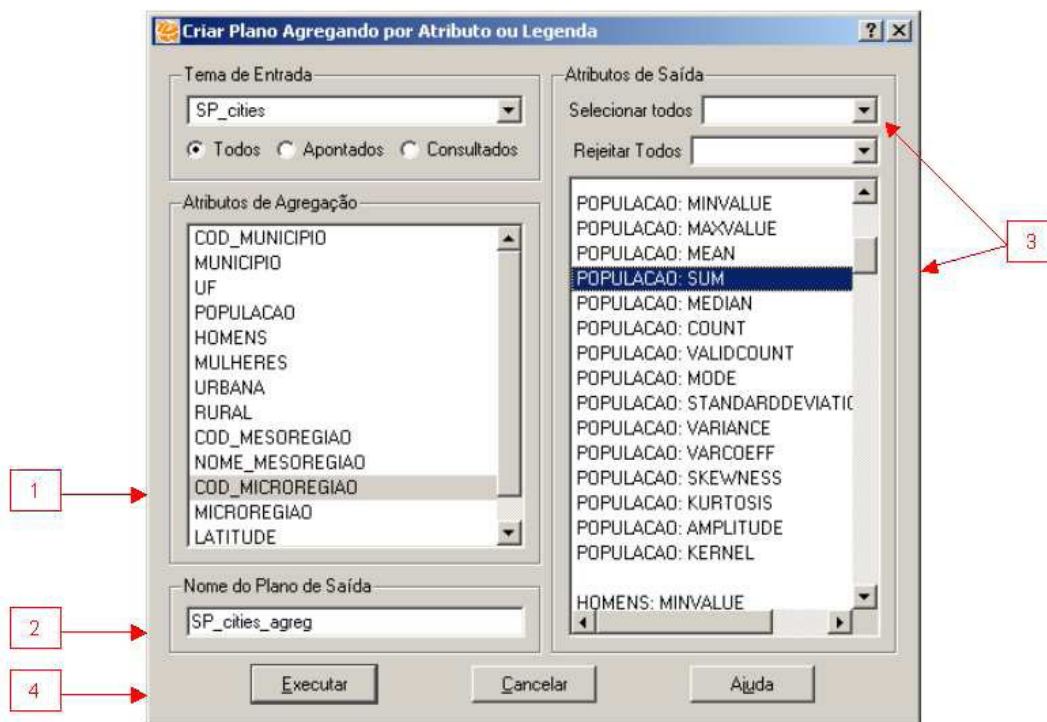 Criar Plano Agregando por Atributo ou Legenda
Tema de Entrada
SP_cities
Todos Apontados Consultados
Atributos de Agregação
COD_MUNICIPIO
MUNICIPIO
UF
POPULACAO
HOMENS
MULHERES
URBANA
RURAL
COD_MESOREGIAO
NOME_MESOREGIAO
COD_MICROREGIAO
MICROREGIAO
LATITUDE
1
Nome do Plano de Saída
SP_cities_agreg
2
Atributos de Saída
Selecionar todos
Rejeitar Todos
POPULACAO: MINVALUE
POPULACAO: MAXVALUE
POPULACAO: MEAN
POPULACAO: SUM
POPULACAO: MEDIAN
POPULACAO: COUNT
POPULACAO: VALIDCOUNT
POPULACAO: MODE
POPULACAO: STANDARDDEVIATIO
POPULACAO: VARIANCE
POPULACAO: VARCOEFF
POPULACAO: SKEWNESS
POPULACAO: KURTOSIS
POPULACAO: AMPLITUDE
POPULACAO: KERNEL
HOMENS: MINVALUE
3
4
Executar Cancelar Ajuda